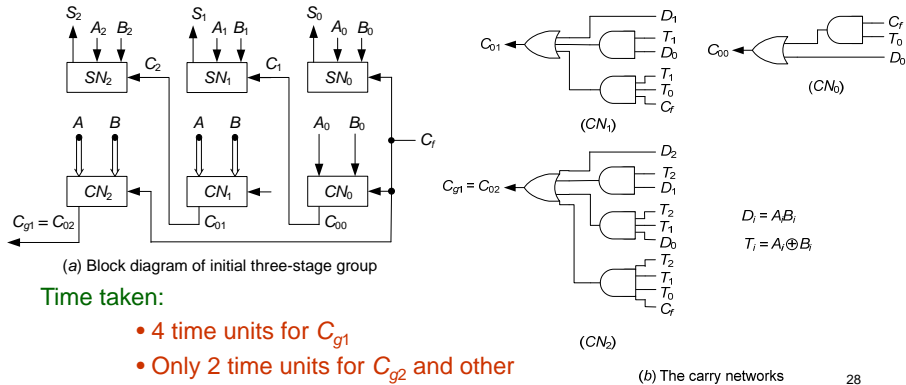 S2 S1 S0
A2 B2 A1 B1 A0 B0
C2 C1
SN2 SN1 SN0
A B A B A0 B0
Cf
CN2 CN1 CN0
C01 C00
Cg1 = C02
(a) Block diagram of initial three-stage group
Time taken:
• 4 time units for Cg1
• Only 2 time units for Cg2 and other
D1
C01 T1
D0
T1
T0
Cf
(CN1)
Cf
C00 T0
D0
(CN0)
D2
Cg1 = C02 T2
D1
T2
T1
D0
T2
T1
T0
Cf
(CN2)
Di = AiBi
Ti = Ai⊕Bi
(b) The carry networks
28